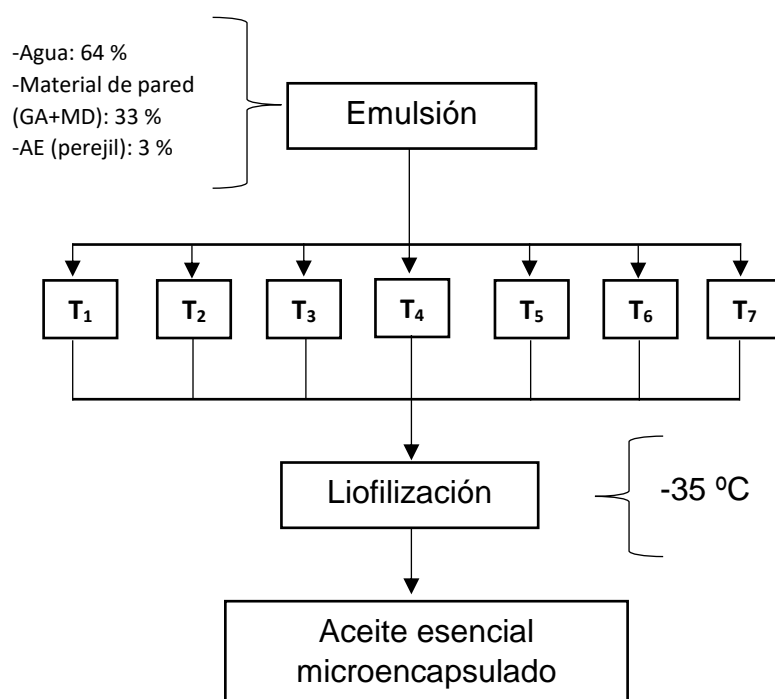 -Agua: 64 %
-Material de pared
(GA+MD): 33 %
-AE (perejil): 3 %
Emulsión
T₁ T₂ T₃ T₄ T₅ T₆ T₇
Liofilización
-35 ºC
Aceite esencial
microencapsulado